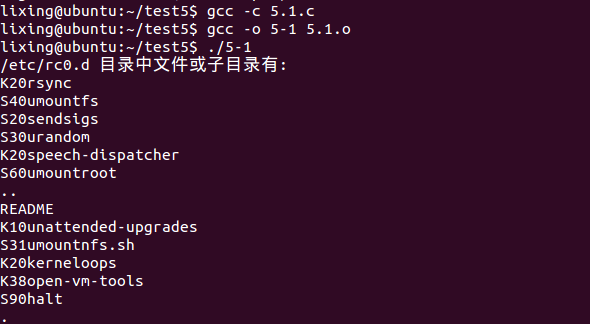 lixing@ubuntu:~/test5$ gcc -c 5.1.c
lixing@ubuntu:~/test5$ gcc -o 5-1 5.1.o
lixing@ubuntu:~/test5$ ./5-1
/etc/rc0.d 目录中文件或子目录有:
K20rsync
S40umountfs
S20sendsigs
S30urandom
K20speech-dispatcher
S60umountroot
..
README
K10unattended-upgrades
S31umountnfs.sh
K20kerneloops
K38open-vm-tools
S90halt
.